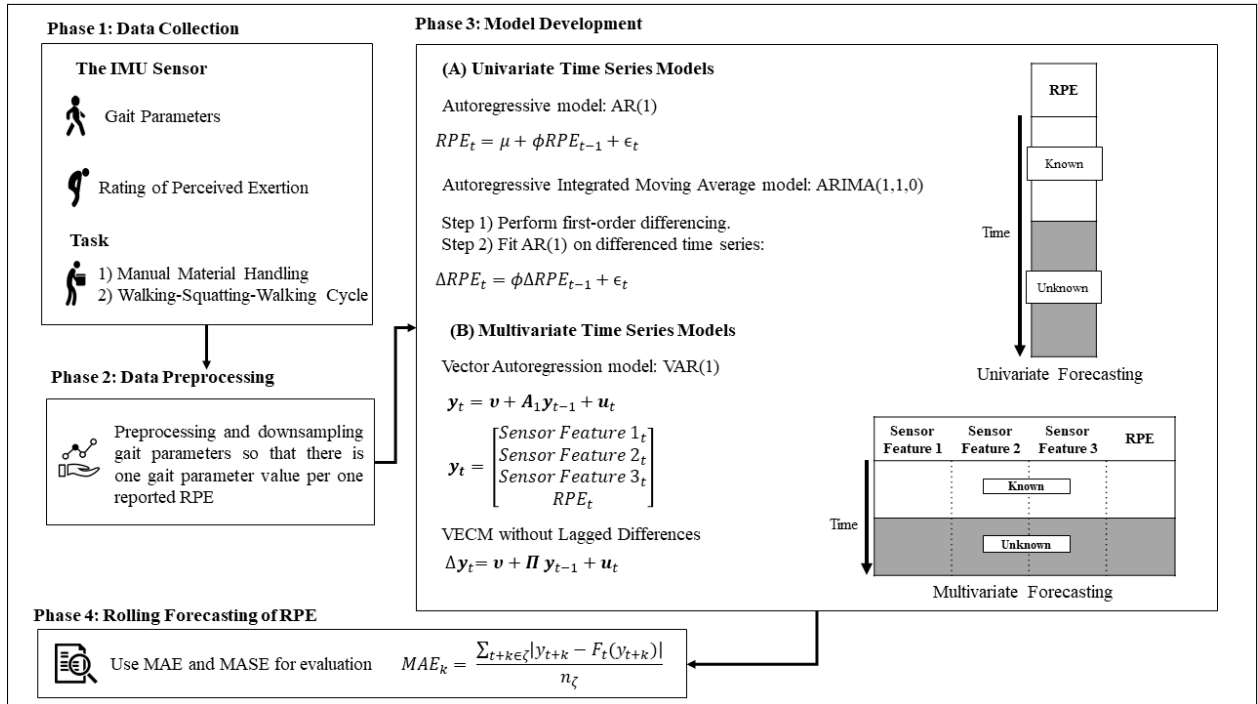 Phase 1: Data Collection
The IMU Sensor
Gait Parameters
Rating of Perceived Exertion
Task
1) Manual Material Handling
2) Walking-Squatting-Walking Cycle
Phase 2: Data Preprocessing
Preprocessing and downsampling
gait parameters so that there is
one gait parameter value per one
reported RPE
Phase 3: Model Development
(A) Univariate Time Series Models
Autoregressive model: AR(1)
RPE_t = μ + ϕRPE_{t−1} + ϵ_t
Autoregressive Integrated Moving Average model: ARIMA(1,1,0)
Step 1) Perform first-order differencing.
Step 2) Fit AR(1) on differenced time series:
ΔRPE_t = ϕΔRPE_{t−1} + ϵ_t
(B) Multivariate Time Series Models
Vector Autoregression model: VAR(1)
y_t = υ + A_1 y_{t−1} + u_t
y_t = [Sensor Feature 1_t
Sensor Feature 2_t
Sensor Feature 3_t
RPE_t]
VECM without Lagged Differences
Δy_t = υ + Π y_{t−1} + u_t
RPE
Known
Time
Unknown
Univariate Forecasting
Sensor Feature 1
Sensor Feature 2
Sensor Feature 3
RPE
Known
Time
Unknown
Multivariate Forecasting
Phase 4: Rolling Forecasting of RPE
Use MAE and MASE for evaluation
MAE_k = ∑_{t+k∈ζ}|y_{t+k} − F_t(y_{t+k})| / n_ζ